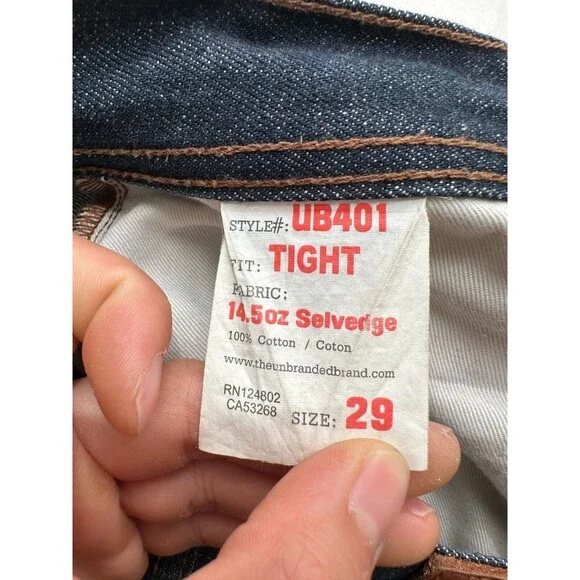 STYLE#: UB401
FIT: TIGHT
FABRIC:
14.5oz Selvedge
100% Cotton / Coton
www.theunbrandedbrand.com
RN124802
CA53268
SIZE: 29